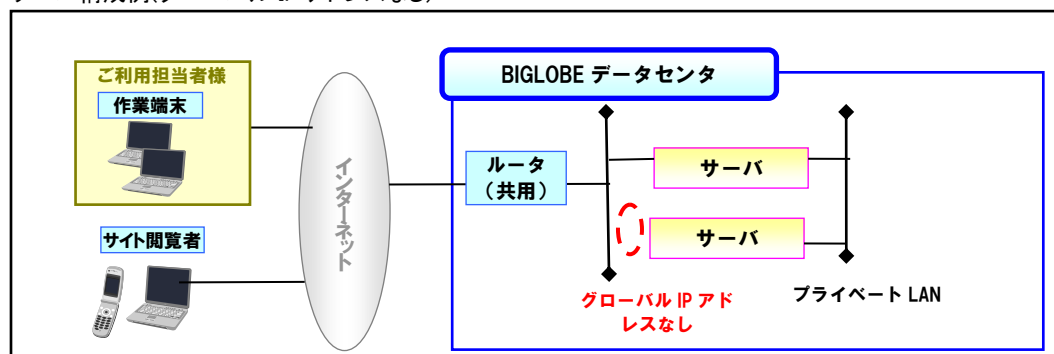 ご利用担当者様
作業端末
サイト閲覧者
インターネット
BIGLOBE データセンタ
ルータ
（共用）
サーバ
サーバ
グローバル IP アド
レスなし
プライベート LAN